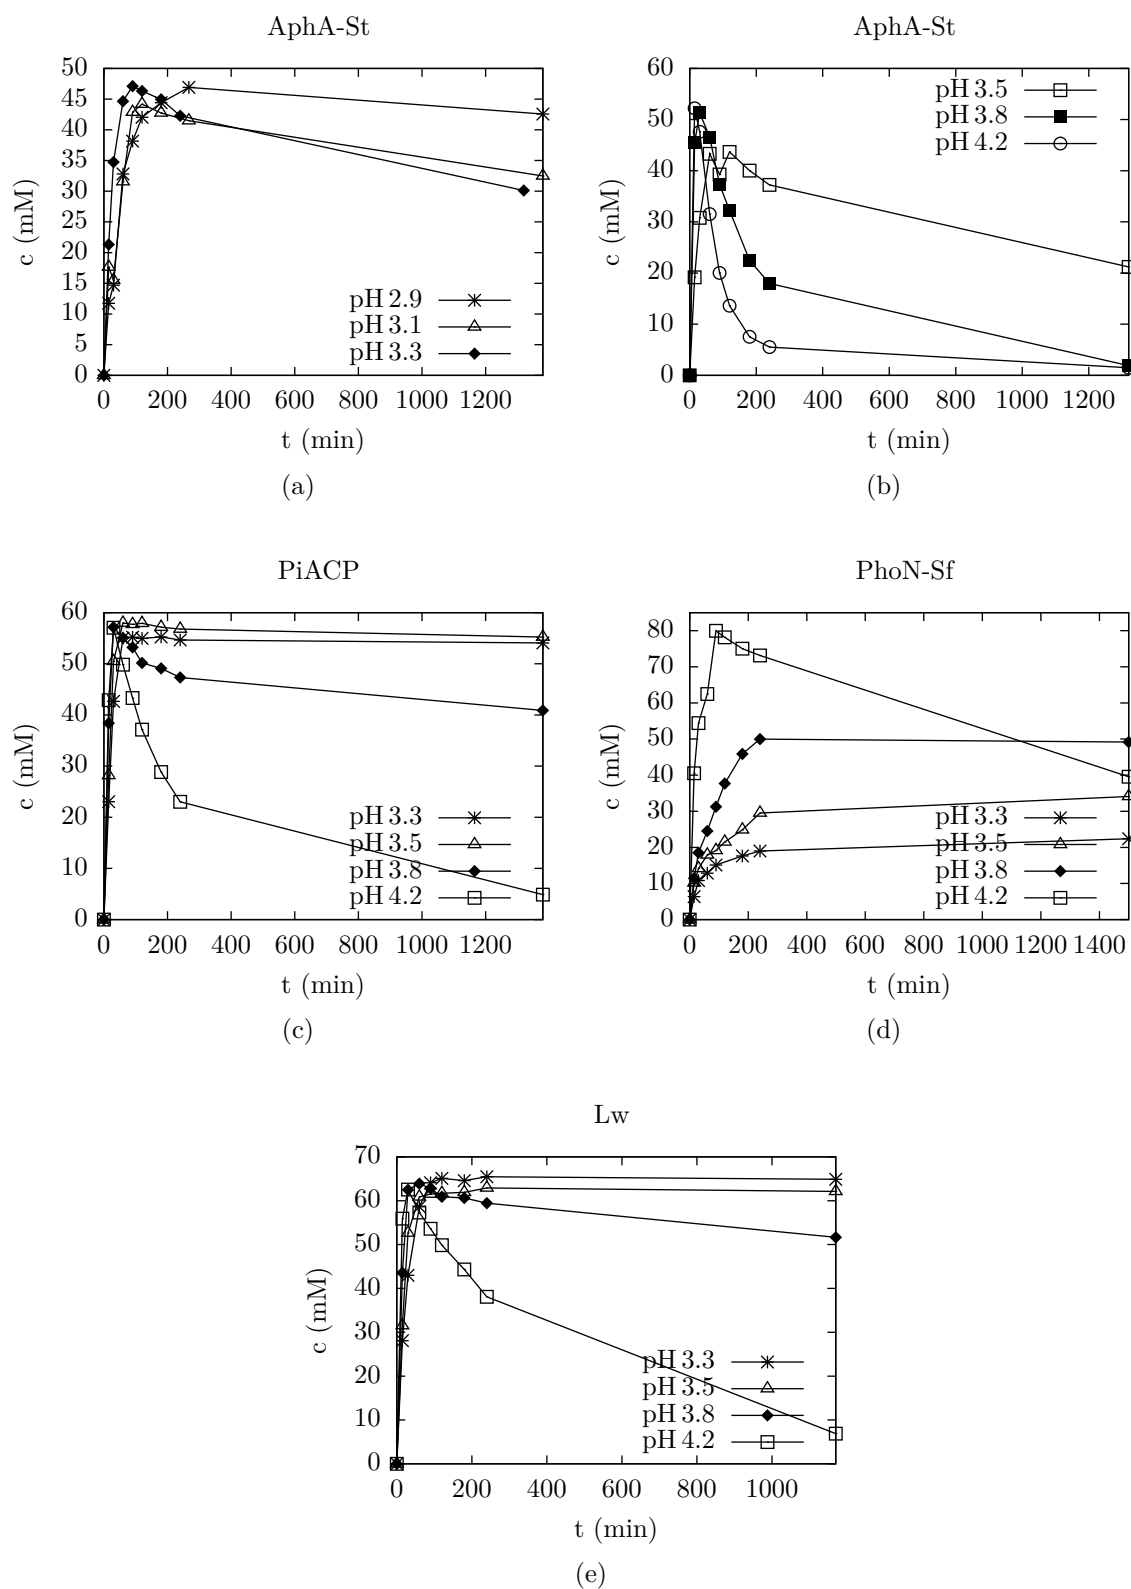 AphA-St
50
45
40
35
30
25
20
15
10
5
0
c (mM)
pH 2.9
pH 3.1
pH 3.3
0 200 400 600 800 1000 1200
t (min)
(a)
AphA-St
60
50
40
30
20
10
0
c (mM)
pH 3.5
pH 3.8
pH 4.2
0 200 400 600 800 1000 1200
t (min)
(b)
PiACP
60
50
40
30
20
10
0
c (mM)
pH 3.3
pH 3.5
pH 3.8
pH 4.2
0 200 400 600 800 1000 1200
t (min)
(c)
PhoN-Sf
80
70
60
50
40
30
20
10
0
c (mM)
pH 3.3
pH 3.5
pH 3.8
pH 4.2
0 200 400 600 800 1000 1200 1400
t (min)
(d)
Lw
70
60
50
40
30
20
10
0
c (mM)
pH 3.3
pH 3.5
pH 3.8
pH 4.2
0 200 400 600 800 1000
t (min)
(e)